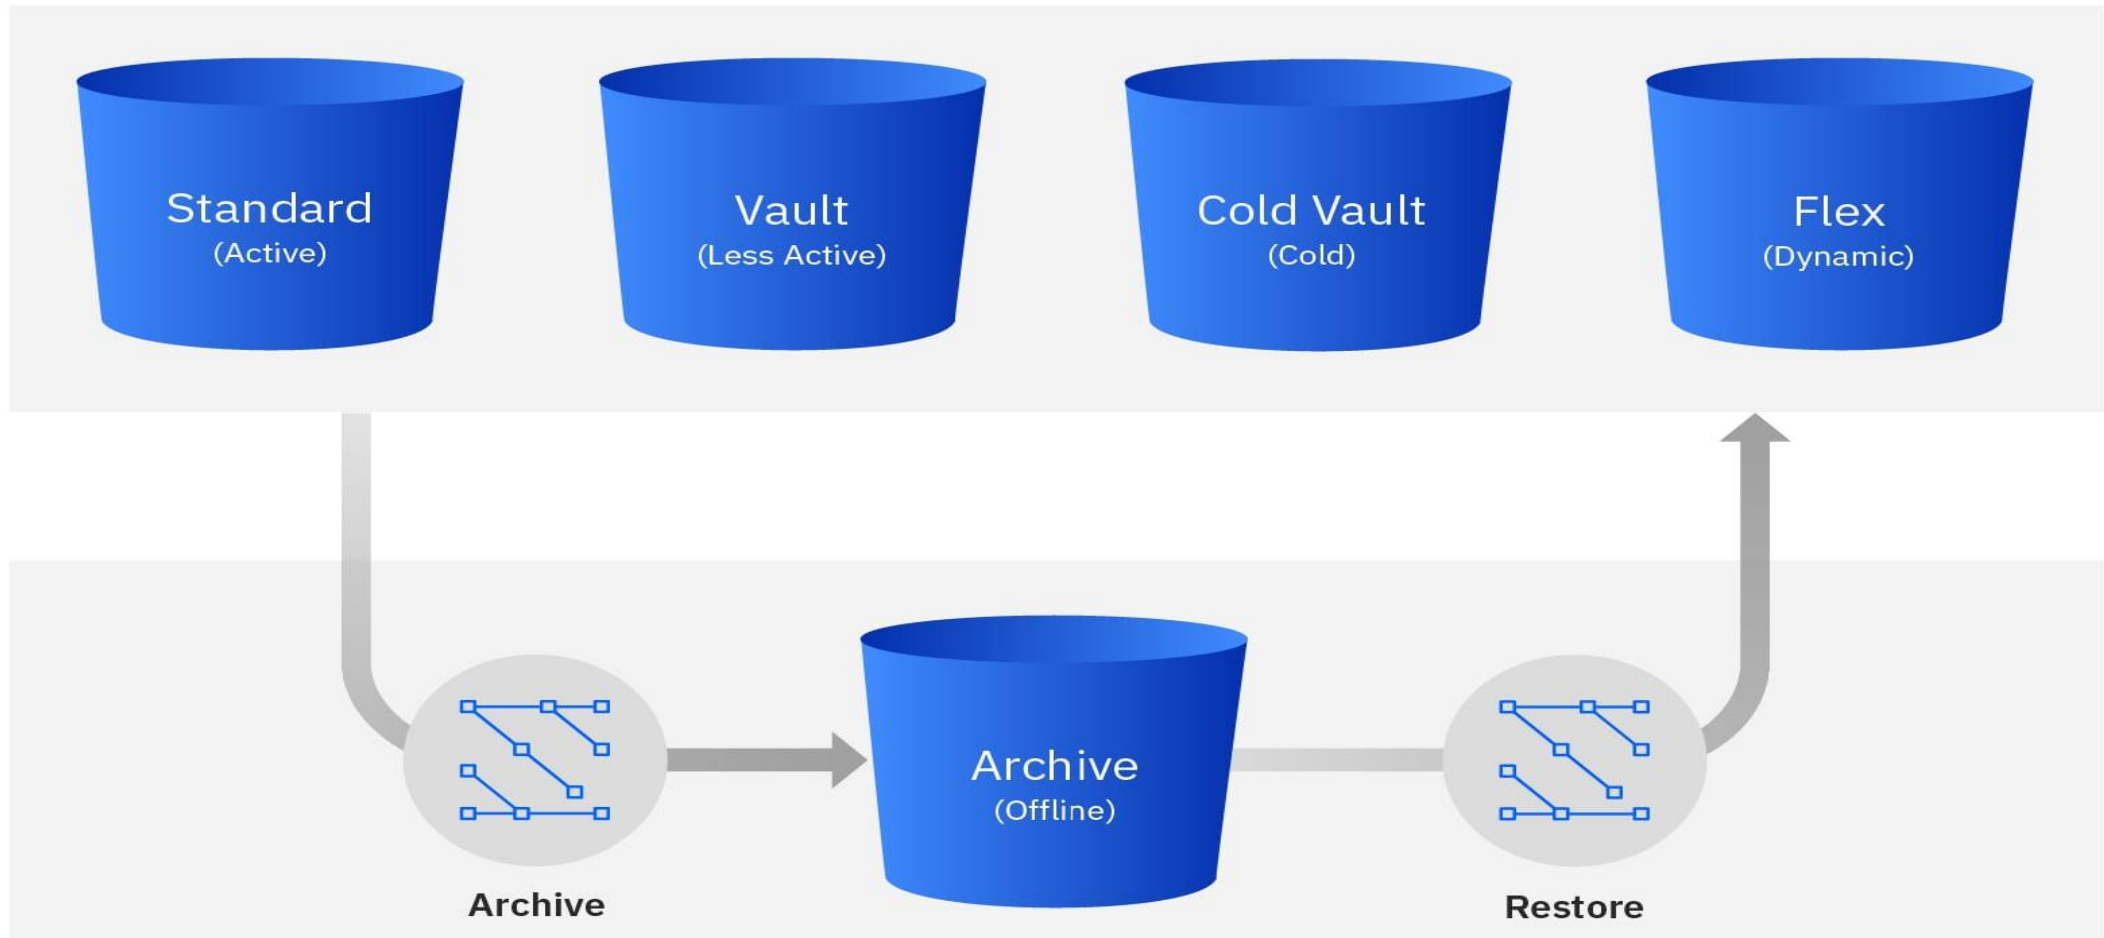 Standard
(Active)
Vault
(Less Active)
Cold Vault
(Cold)
Flex
(Dynamic)
Archive
(Offline)
Archive
Restore